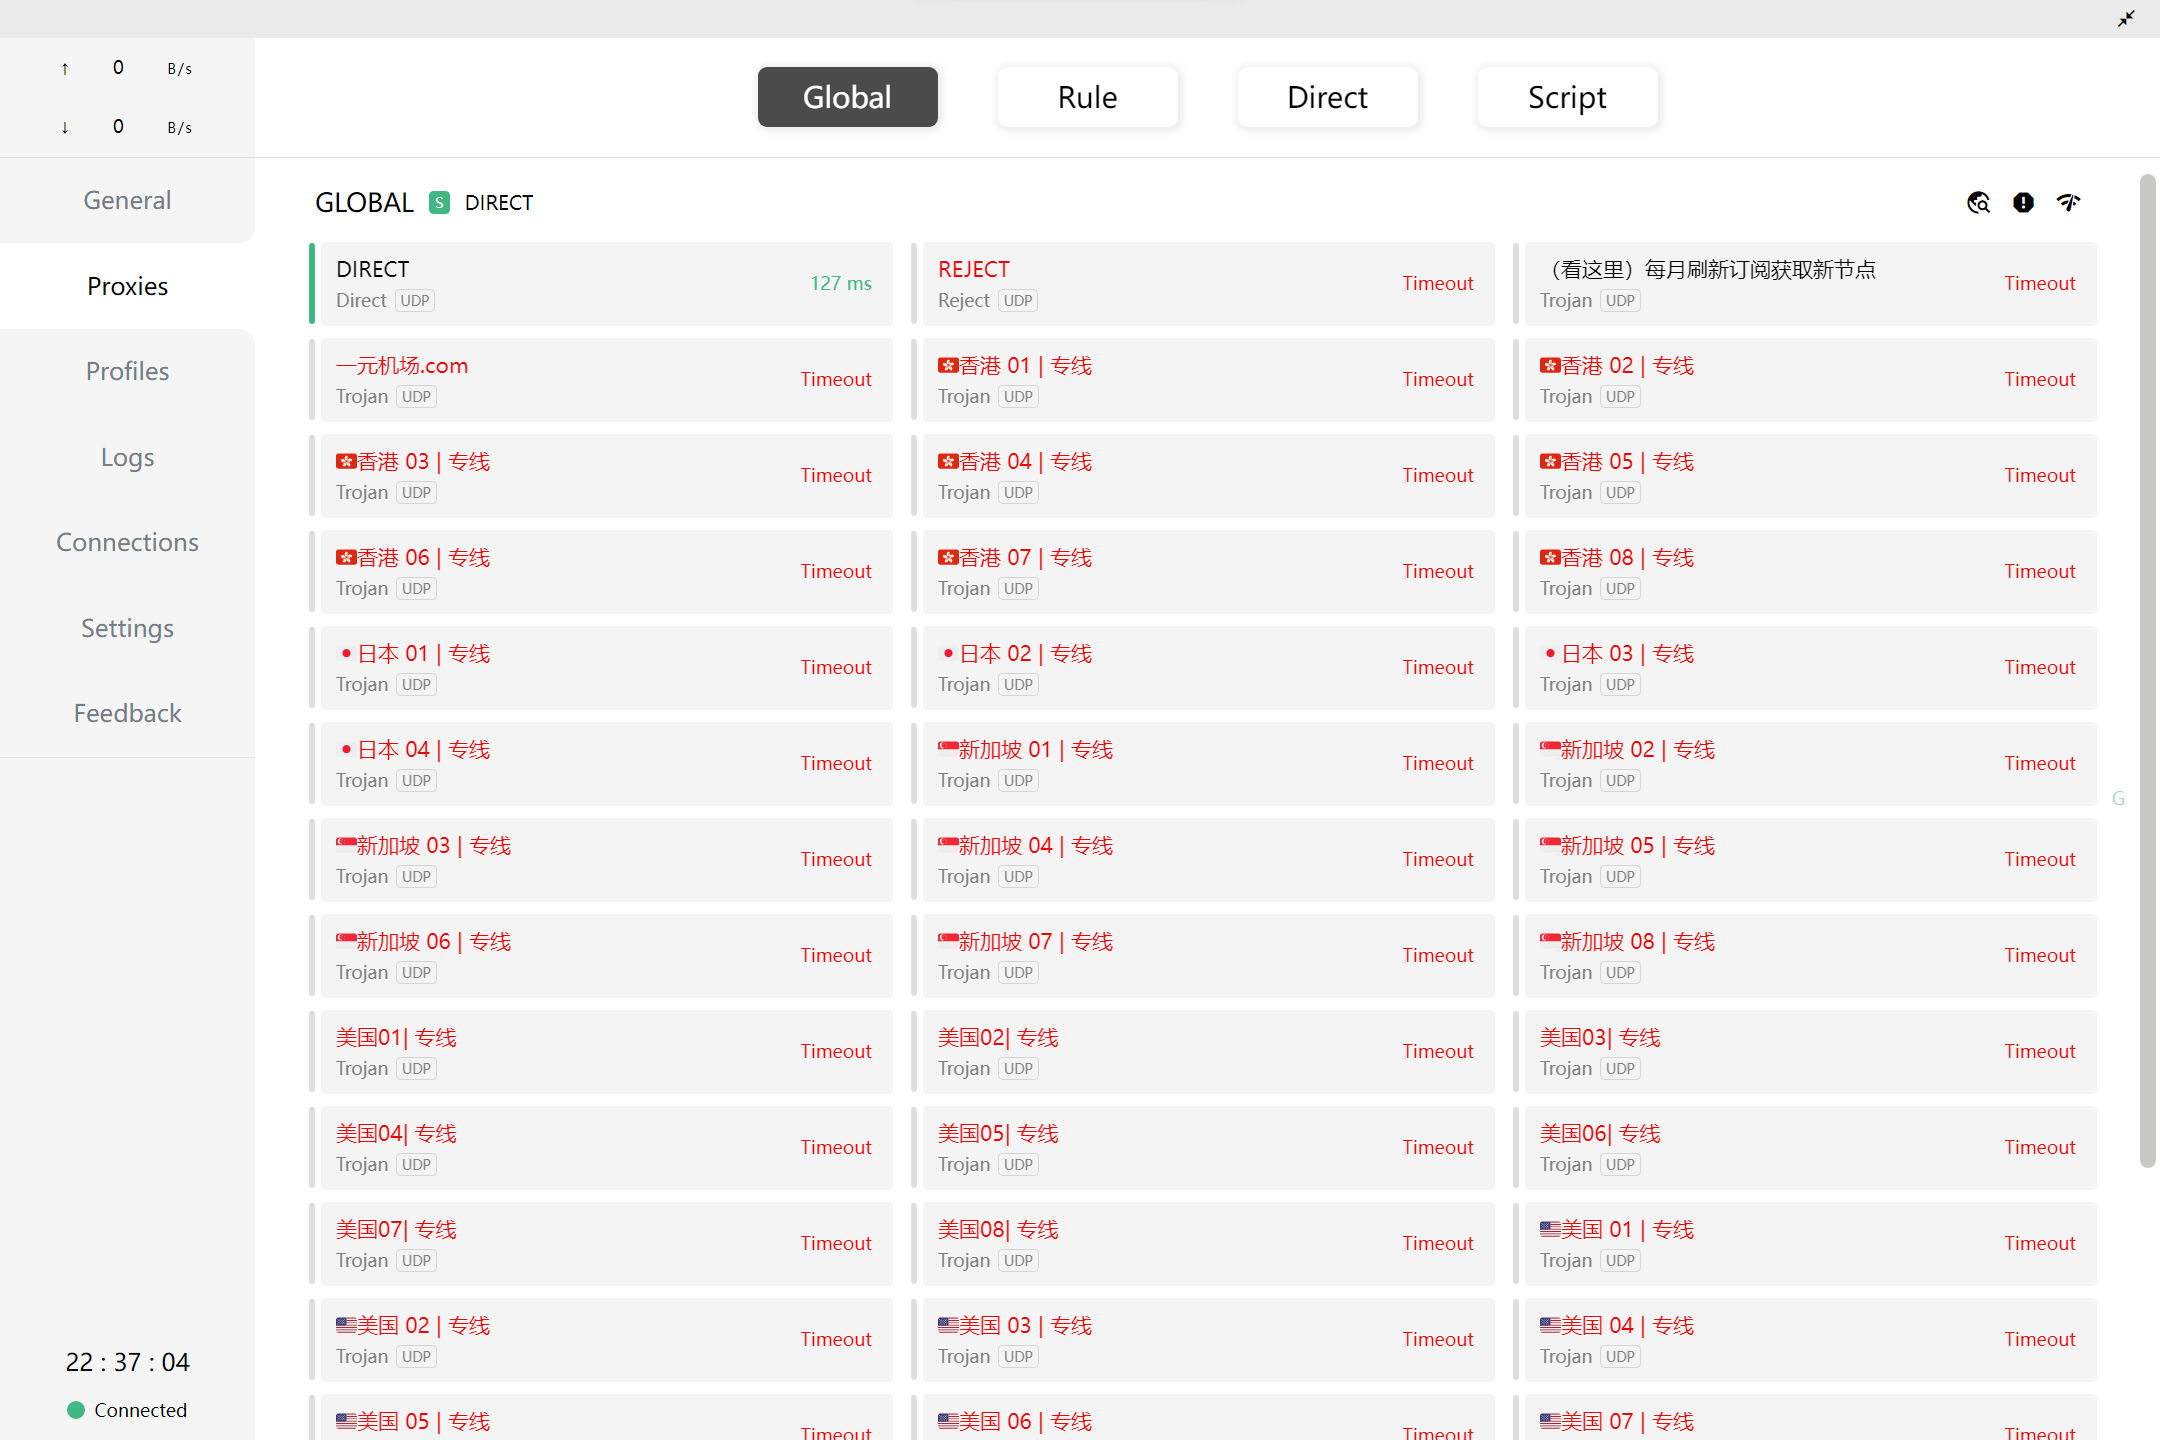 ↑ 0 B/s
↓ 0 B/s
General
Proxies
Profiles
Logs
Connections
Settings
Feedback
22 : 37 : 04
Connected
Global Rule Direct Script
GLOBAL S DIRECT
DIRECT
Direct UDP
127 ms
REJECT
Reject UDP
Timeout
（看这里）每月刷新订阅获取新节点
Trojan UDP
Timeout
一元机场.com
Trojan UDP
Timeout
香港 01 | 专线
Trojan UDP
Timeout
香港 02 | 专线
Trojan UDP
Timeout
香港 03 | 专线
Trojan UDP
Timeout
香港 04 | 专线
Trojan UDP
Timeout
香港 05 | 专线
Trojan UDP
Timeout
香港 06 | 专线
Trojan UDP
Timeout
香港 07 | 专线
Trojan UDP
Timeout
香港 08 | 专线
Trojan UDP
Timeout
日本 01 | 专线
Trojan UDP
Timeout
日本 02 | 专线
Trojan UDP
Timeout
日本 03 | 专线
Trojan UDP
Timeout
日本 04 | 专线
Trojan UDP
Timeout
新加坡 01 | 专线
Trojan UDP
Timeout
新加坡 02 | 专线
Trojan UDP
Timeout
新加坡 03 | 专线
Trojan UDP
Timeout
新加坡 04 | 专线
Trojan UDP
Timeout
新加坡 05 | 专线
Trojan UDP
Timeout
新加坡 06 | 专线
Trojan UDP
Timeout
新加坡 07 | 专线
Trojan UDP
Timeout
新加坡 08 | 专线
Trojan UDP
Timeout
美国01| 专线
Trojan UDP
Timeout
美国02| 专线
Trojan UDP
Timeout
美国03| 专线
Trojan UDP
Timeout
美国04| 专线
Trojan UDP
Timeout
美国05| 专线
Trojan UDP
Timeout
美国06| 专线
Trojan UDP
Timeout
美国07| 专线
Trojan UDP
Timeout
美国08| 专线
Trojan UDP
Timeout
美国 01 | 专线
Trojan UDP
Timeout
美国 02 | 专线
Trojan UDP
Timeout
美国 03 | 专线
Trojan UDP
Timeout
美国 04 | 专线
Trojan UDP
Timeout
美国 05 | 专线
Timeout
美国 06 | 专线
Timeout
美国 07 | 专线
Timeout
G